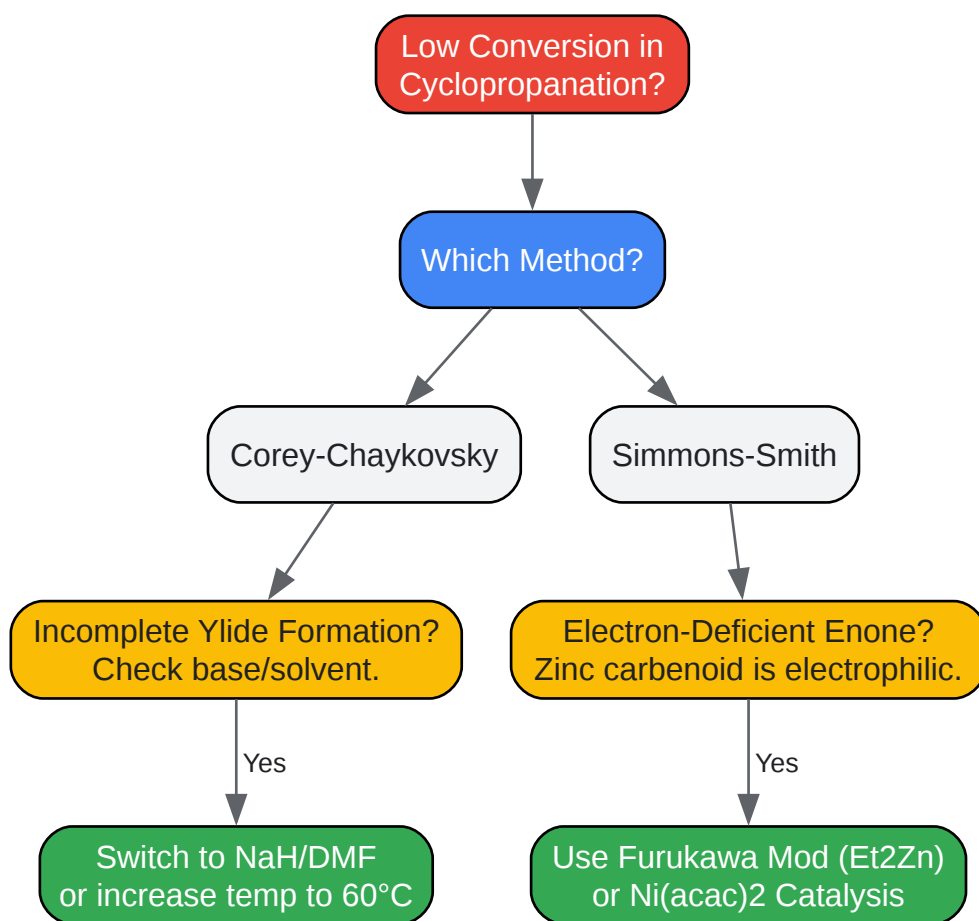 Low Conversion in
Cyclopropanation?
Which Method?
Corey-Chaykovsky
Simmons-Smith
Incomplete Ylide Formation?
Check base/solvent.
Electron-Deficient Enone?
Zinc carbenoid is electrophilic.
Yes
Yes
Switch to NaH/DMF
or increase temp to 60°C
Use Furukawa Mod (Et2Zn)
or Ni(acac)2 Catalysis